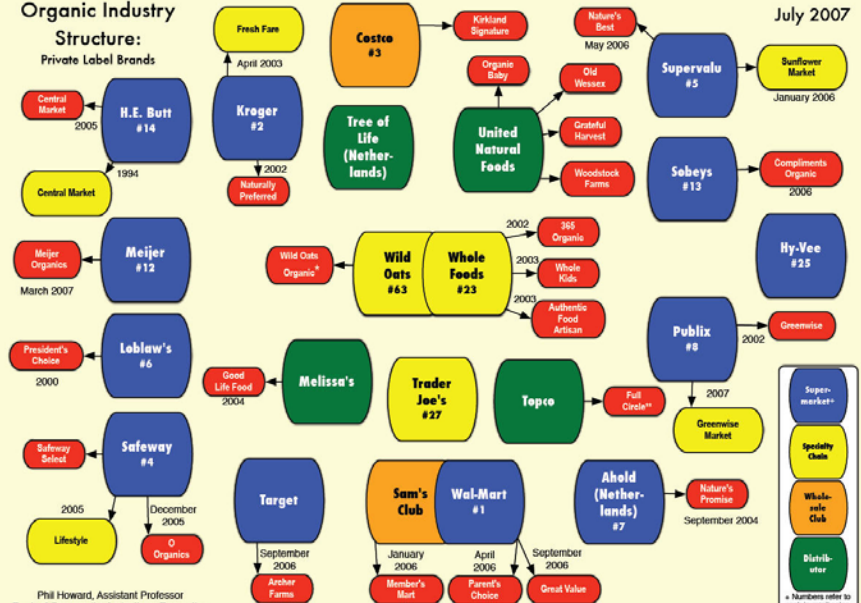 Organic Industry
Structure:
Private Label Brands
July 2007
Fresh Fare
April 2003
Kroger
#2
2002
Naturally
Preferred
Costco
#3
Kirkland
Signature
Tree of
Life
(Nether-
lands)
Organic
Baby
United
Natural
Foods
Old
Wessex
Grateful
Harvest
Woodstock
Farms
Nature's
Best
May 2006
Supervalu
#5
Sunflower
Market
January 2006
Central
Market
2005
H.E. Butt
#14
1994
Central Market
Sobeys
#13
Compliments
Organic
2006
Meijer
Organics
March 2007
Meijer
#12
Wild Oats
Organic*
Wild
Oats
#63
Whole
Foods
#23
2002
365
Organic
2003
Whole
Kids
2003
Authentic
Food
Artisan
Hy-Vee
#25
President's
Choice
2000
Loblaw's
#6
Good
Life Food
2004
Melissa's
Trader
Joe's
#27
Topco
Full
Circle**
Publix
#8
2002
Greenwise
2007
Greenwise
Market
Safeway
Select
Safeway
#4
2005
Lifestyle
December
2005
O
Organics
Target
September
2006
Archer
Farms
Sam's
Club
Wal-Mart
#1
January
2006
Member's
Mart
April
2006
Parent's
Choice
September
2006
Great Value
Ahold
(Nether-
lands)
#7
Nature's
Promise
September 2004
Super-
market+
Specialty
Chain
Whole-
sale
Club
Distrib-
utor
+ Numbers refer to
Phil Howard, Assistant Professor